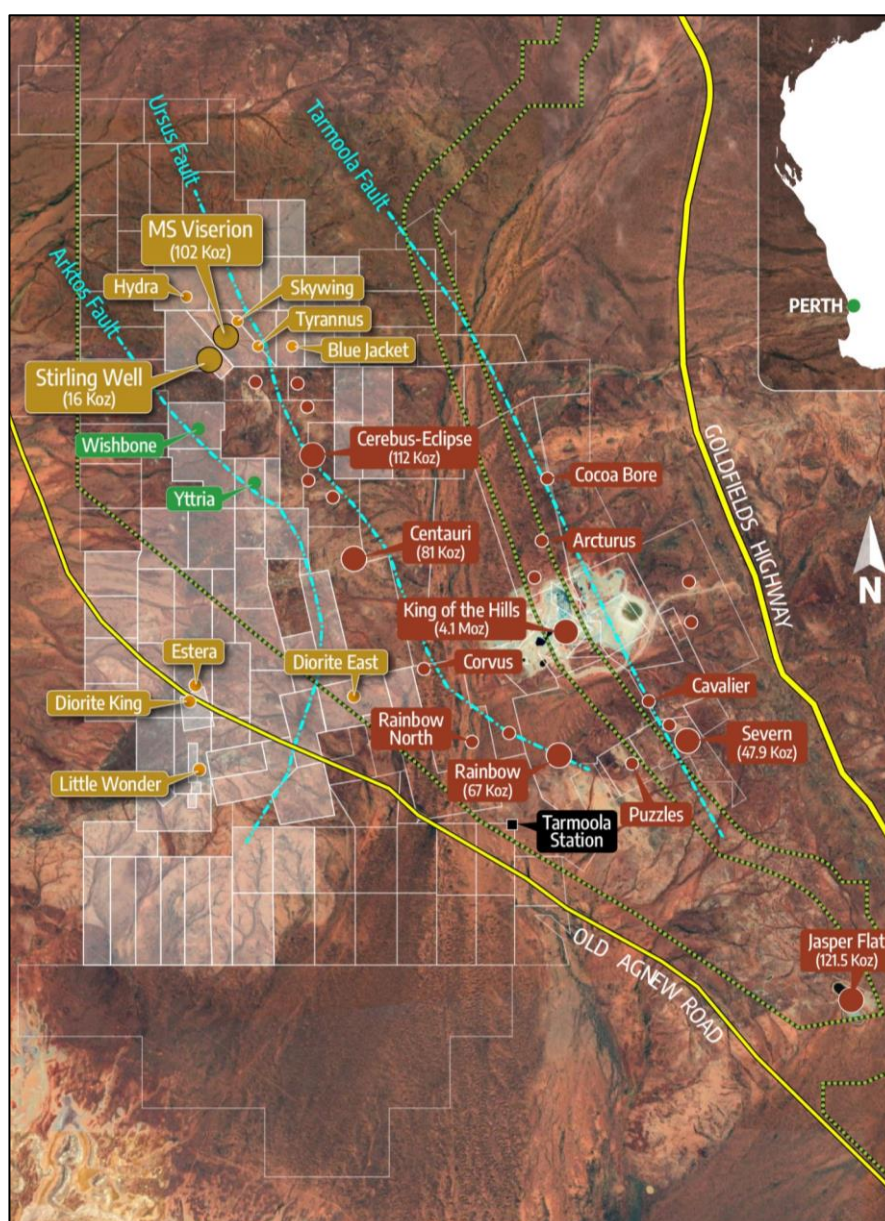 Ursus Fault
Tarmoola Fault
Arktos Fault
MS Viserion
(102 Koz)
Hydra
Skywing
Tyrannus
Blue Jacket
Stirling Well
(16 Koz)
PERTH
Wishbone
Cerebus-Eclipse
(112 Koz)
GOLDFIELDS HIGHWAY
Yttria
Cocoa Bore
Centauri
(81 Koz)
Arcturus
N
King of the Hills
(4.1 Moz)
Estera
Diorite East
Corvus
Diorite King
Cavalier
Rainbow
North
Severn
(47.9 Koz)
Little Wonder
Rainbow
(67 Koz)
Puzzles
Tarmoola
Station
OLD AGNEW ROAD
Jasper Flat
(121.5 Koz)